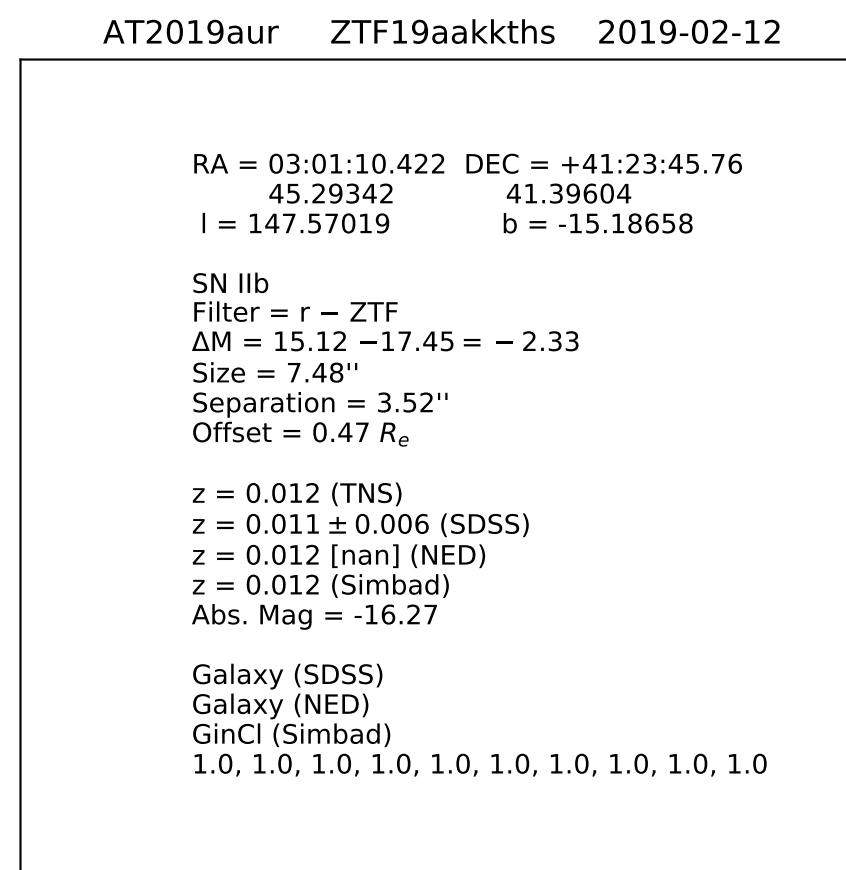 AT2019aur ZTF19aakkths 2019-02-12
RA = 03:01:10.422 DEC = +41:23:45.76
45.29342 41.39604
l = 147.57019 b = -15.18658
SN IIb
Filter = r − ZTF
ΔM = 15.12 −17.45 = − 2.33
Size = 7.48''
Separation = 3.52''
Offset = 0.47 Rₑ
z = 0.012 (TNS)
z = 0.011 ± 0.006 (SDSS)
z = 0.012 [nan] (NED)
z = 0.012 (Simbad)
Abs. Mag = -16.27
Galaxy (SDSS)
Galaxy (NED)
GinCl (Simbad)
1.0, 1.0, 1.0, 1.0, 1.0, 1.0, 1.0, 1.0, 1.0, 1.0